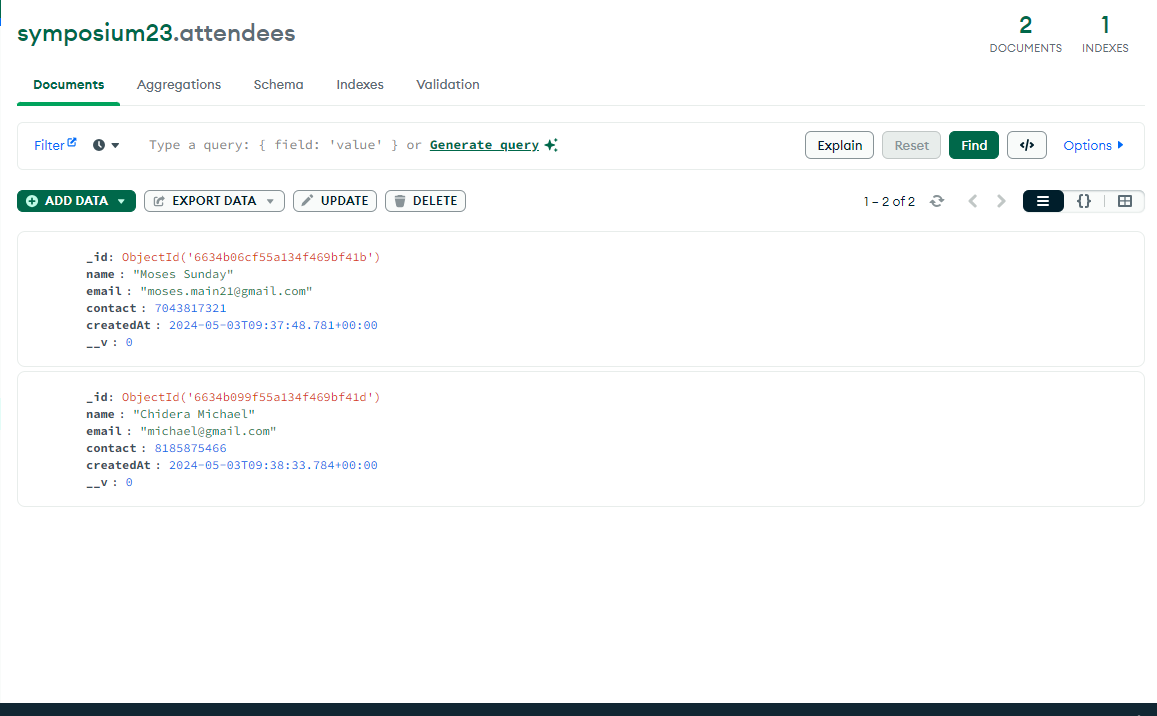 symposium23.attendees
2
DOCUMENTS
1
INDEXES
Documents Aggregations Schema Indexes Validation
Filter Type a query: { field: 'value' } or Generate query Explain Reset Find </> Options
ADD DATA EXPORT DATA UPDATE DELETE 1 – 2 of 2 {}
_id: ObjectId('6634b06cf55a134f469bf41b')
name : "Moses Sunday"
email : "moses.main21@gmail.com"
contact : 7043817321
createdAt : 2024-05-03T09:37:48.781+00:00
__v : 0
_id: ObjectId('6634b099f55a134f469bf41d')
name : "Chidera Michael"
email : "michael@gmail.com"
contact : 8185875466
createdAt : 2024-05-03T09:38:33.784+00:00
__v : 0